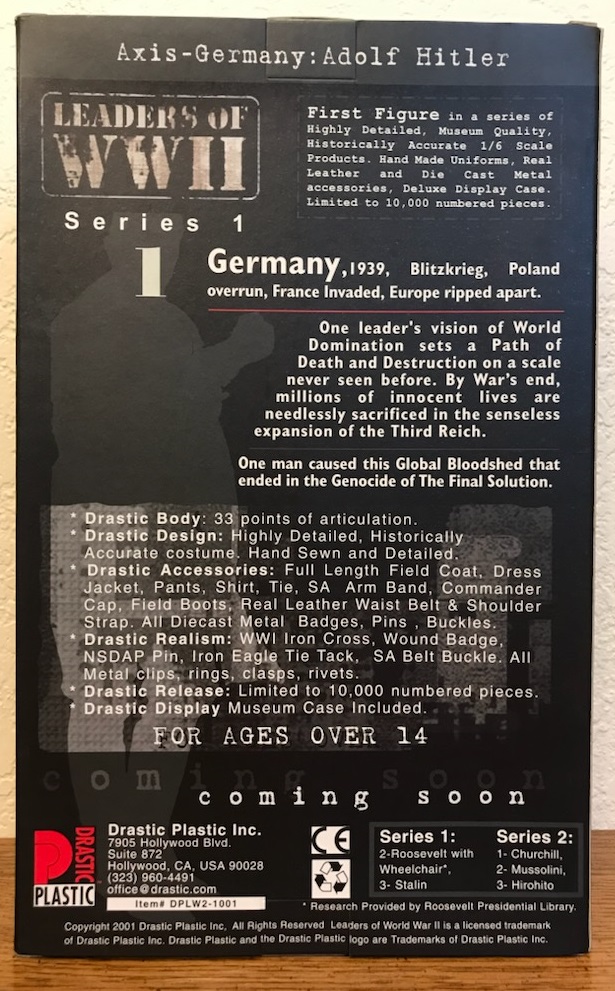 Axis-Germany: Adolf Hitler
LEADERS OF
WWII
Series 1
1
First Figure in a series of
Highly Detailed, Museum Quality,
Historically Accurate 1/6 Scale
Products. Hand Made Uniforms, Real
Leather and Die Cast Metal
accessories, Deluxe Display Case.
Limited to 10,000 numbered pieces.
Germany,1939, Blitzkrieg, Poland
overrun, France Invaded, Europe ripped apart.
One leader's vision of World
Domination sets a Path of
Death and Destruction on a scale
never seen before. By War's end,
millions of innocent lives are
needlessly sacrificed in the senseless
expansion of the Third Reich.
One man caused this Global Bloodshed that
ended in the Genocide of The Final Solution.
* Drastic Body: 33 points of articulation.
* Drastic Design: Highly Detailed, Historically
Accurate costume. Hand Sewn and Detailed.
* Drastic Accessories: Full Length Field Coat, Dress
Jacket, Pants, Shirt, Tie, SA Arm Band, Commander
Cap, Field Boots, Real Leather Waist Belt & Shoulder
Strap. All Diecast Metal Badges, Pins , Buckles.
* Drastic Realism: WWI Iron Cross, Wound Badge,
NSDAP Pin, Iron Eagle Tie Tack, SA Belt Buckle. All
Metal clips, rings, clasps, rivets.
* Drastic Release: Limited to 10,000 numbered pieces.
* Drastic Display Museum Case Included.
FOR AGES OVER 14
coming soon
coming soon
DRASTIC
PLASTIC
Drastic Plastic Inc.
7905 Hollywood Blvd.
Suite 872
Hollywood, CA, USA 90028
(323) 960-4491
office@drastic.com
Item# DPLW2-1001
CE
Series 1:
2-Roosevelt with
Wheelchair*,
3- Stalin
Series 2:
1- Churchill,
2- Mussolini,
3- Hirohito
* Research Provided by Roosevelt Presidential Library.
Copyright 2001 Drastic Plastic Inc, All Rights Reserved Leaders of World War II is a licensed trademark
of Drastic Plastic Inc. Drastic Plastic and the Drastic Plastic logo are Trademarks of Drastic Plastic Inc.